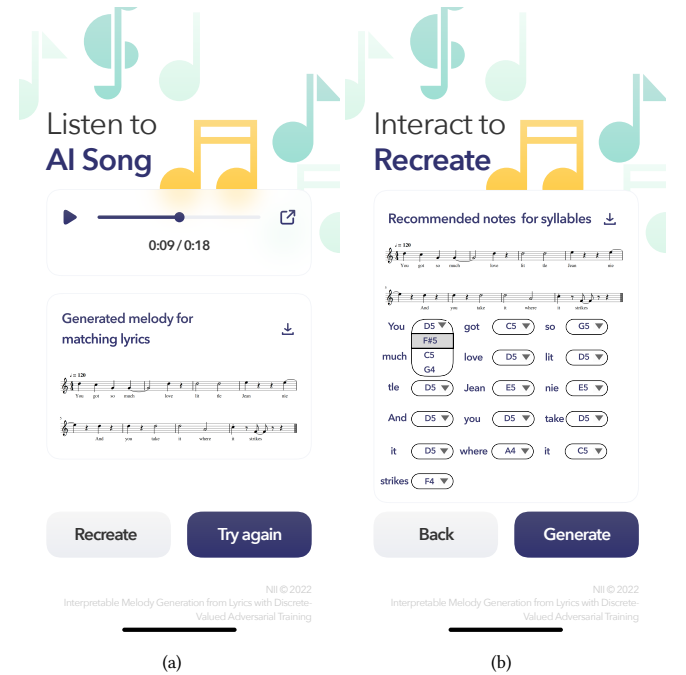 Listen to
AI Song
0:09 / 0:18
Generated melody for
matching lyrics
♩ = 120
You got so much love lit tle Jean nie
And you take it where it strikes
Recreate Try again
NII © 2022
Interpretable Melody Generation from Lyrics with Discrete-
Valued Adversarial Training
(a)
Interact to
Recreate
Recommended notes for syllables
♩ = 120
You got so much love lit tle Jean nie
And you take it where it strikes
You D5 got C5 so G5
F#5
C5
G4
much love D5 lit D5
tle D5 Jean E5 nie E5
And D5 you D5 take D5
it D5 where A4 it C5
strikes F4
Back Generate
NII © 2022
Interpretable Melody Generation from Lyrics with Discrete-
Valued Adversarial Training
(b)